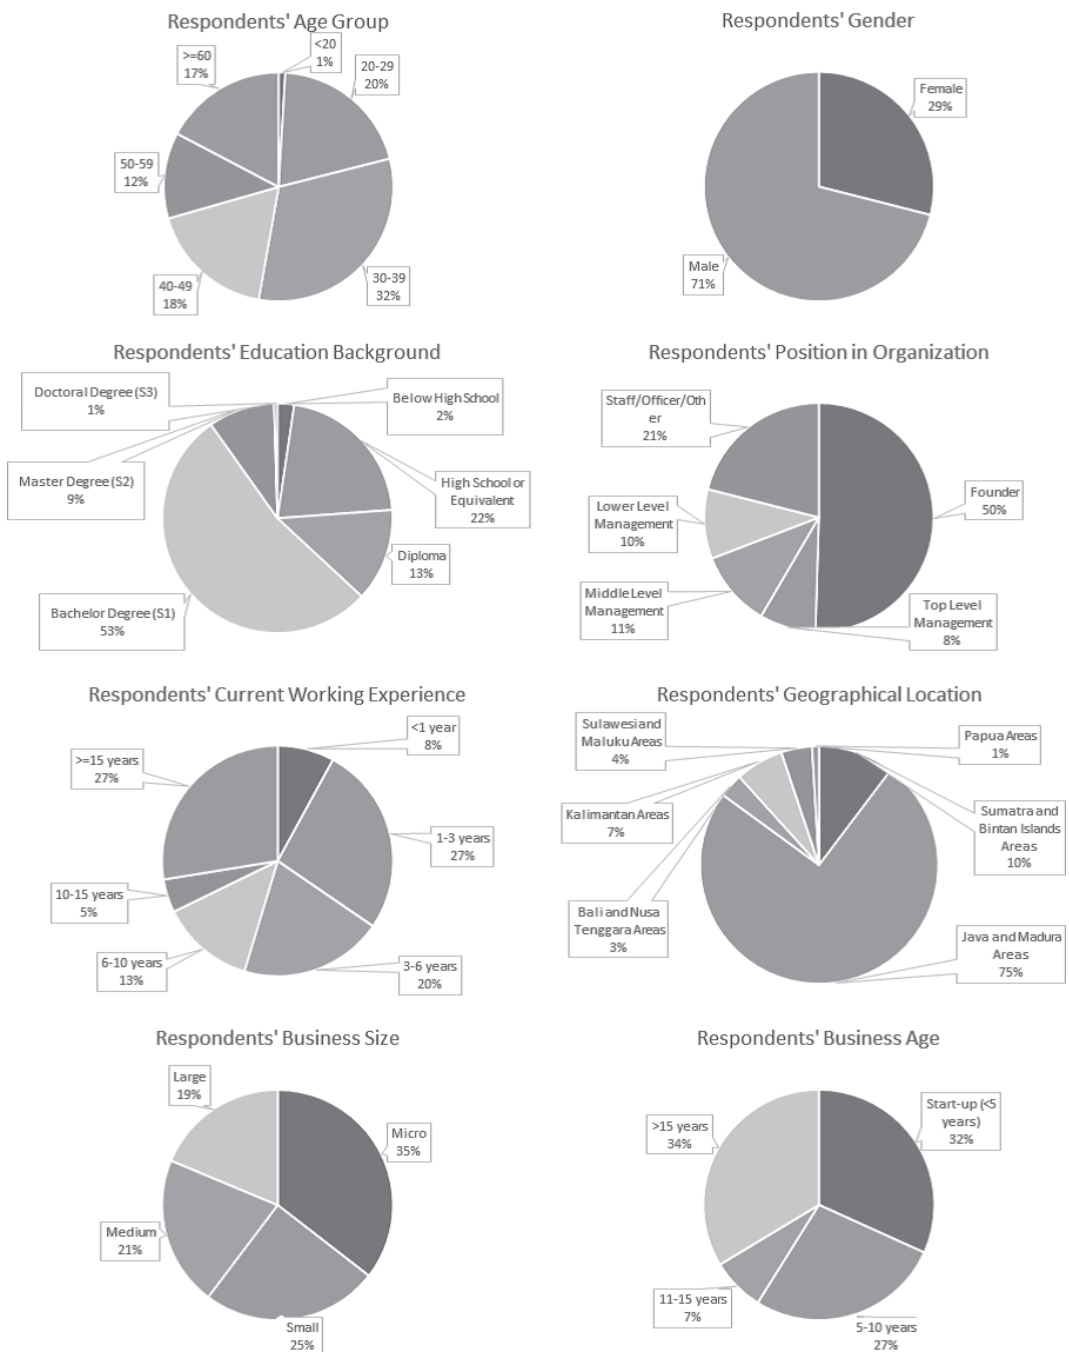 Respondents' Age Group
<20
1%
20-29
20%
30-39
32%
40-49
18%
50-59
12%
>=60
17%
Respondents' Gender
Female
29%
Male
71%
Respondents' Education Background
Below High School
2%
High School or
Equivalent
22%
Diploma
13%
Bachelor Degree (S1)
53%
Master Degree (S2)
9%
Doctoral Degree (S3)
1%
Respondents' Position in Organization
Founder
50%
Top Level
Management
8%
Middle Level
Management
11%
Lower Level
Management
10%
Staff/Officer/Oth
er
21%
Respondents' Current Working Experience
<1 year
8%
1-3 years
27%
3-6 years
20%
6-10 years
13%
10-15 years
5%
>=15 years
27%
Respondents' Geographical Location
Sumatra and
Bintan Islands
Areas
10%
Java and Madura
Areas
75%
Bali and Nusa
Tenggara Areas
3%
Kalimantan Areas
7%
Sulawesi and
Maluku Areas
4%
Papua Areas
1%
Respondents' Business Size
Micro
35%
Small
25%
Medium
21%
Large
19%
Respondents' Business Age
Start-up (<5
years)
32%
5-10 years
27%
11-15 years
7%
>15 years
34%